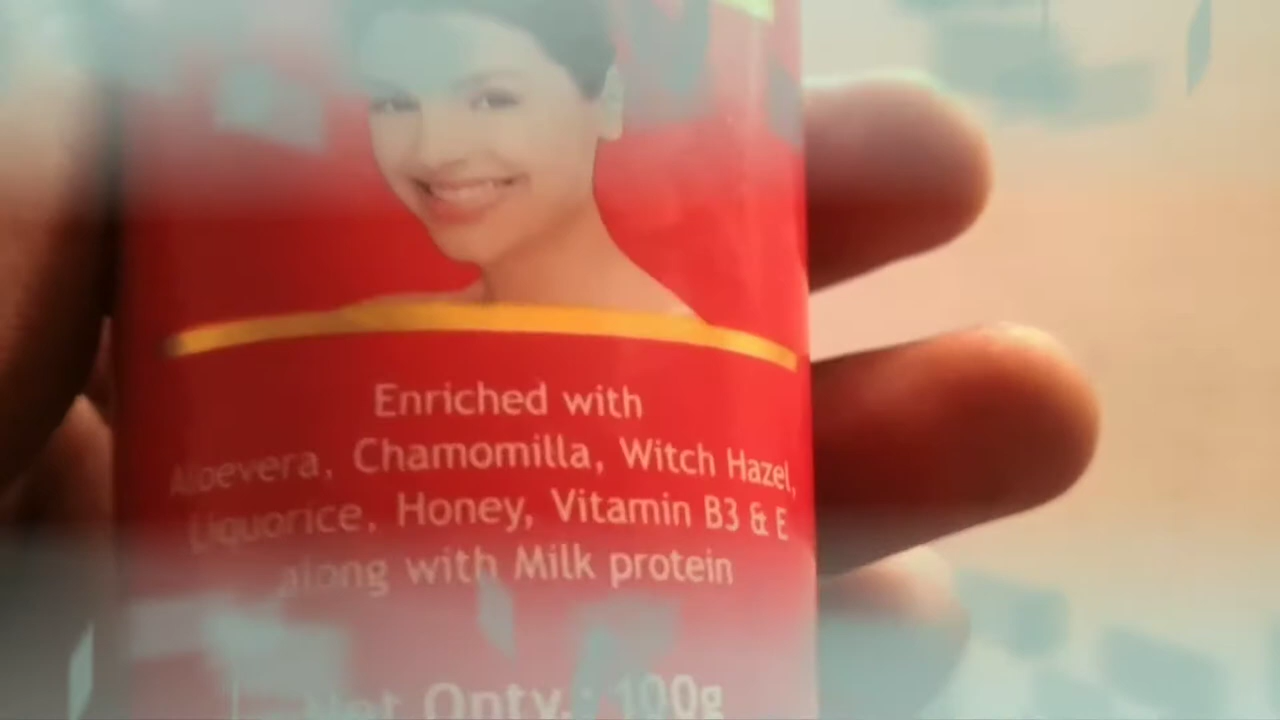 Enriched with
Aloevera, Chamomilla, Witch Hazel,
Liquorice, Honey, Vitamin B3 & E
along with Milk protein
Net Qnty.: 100g